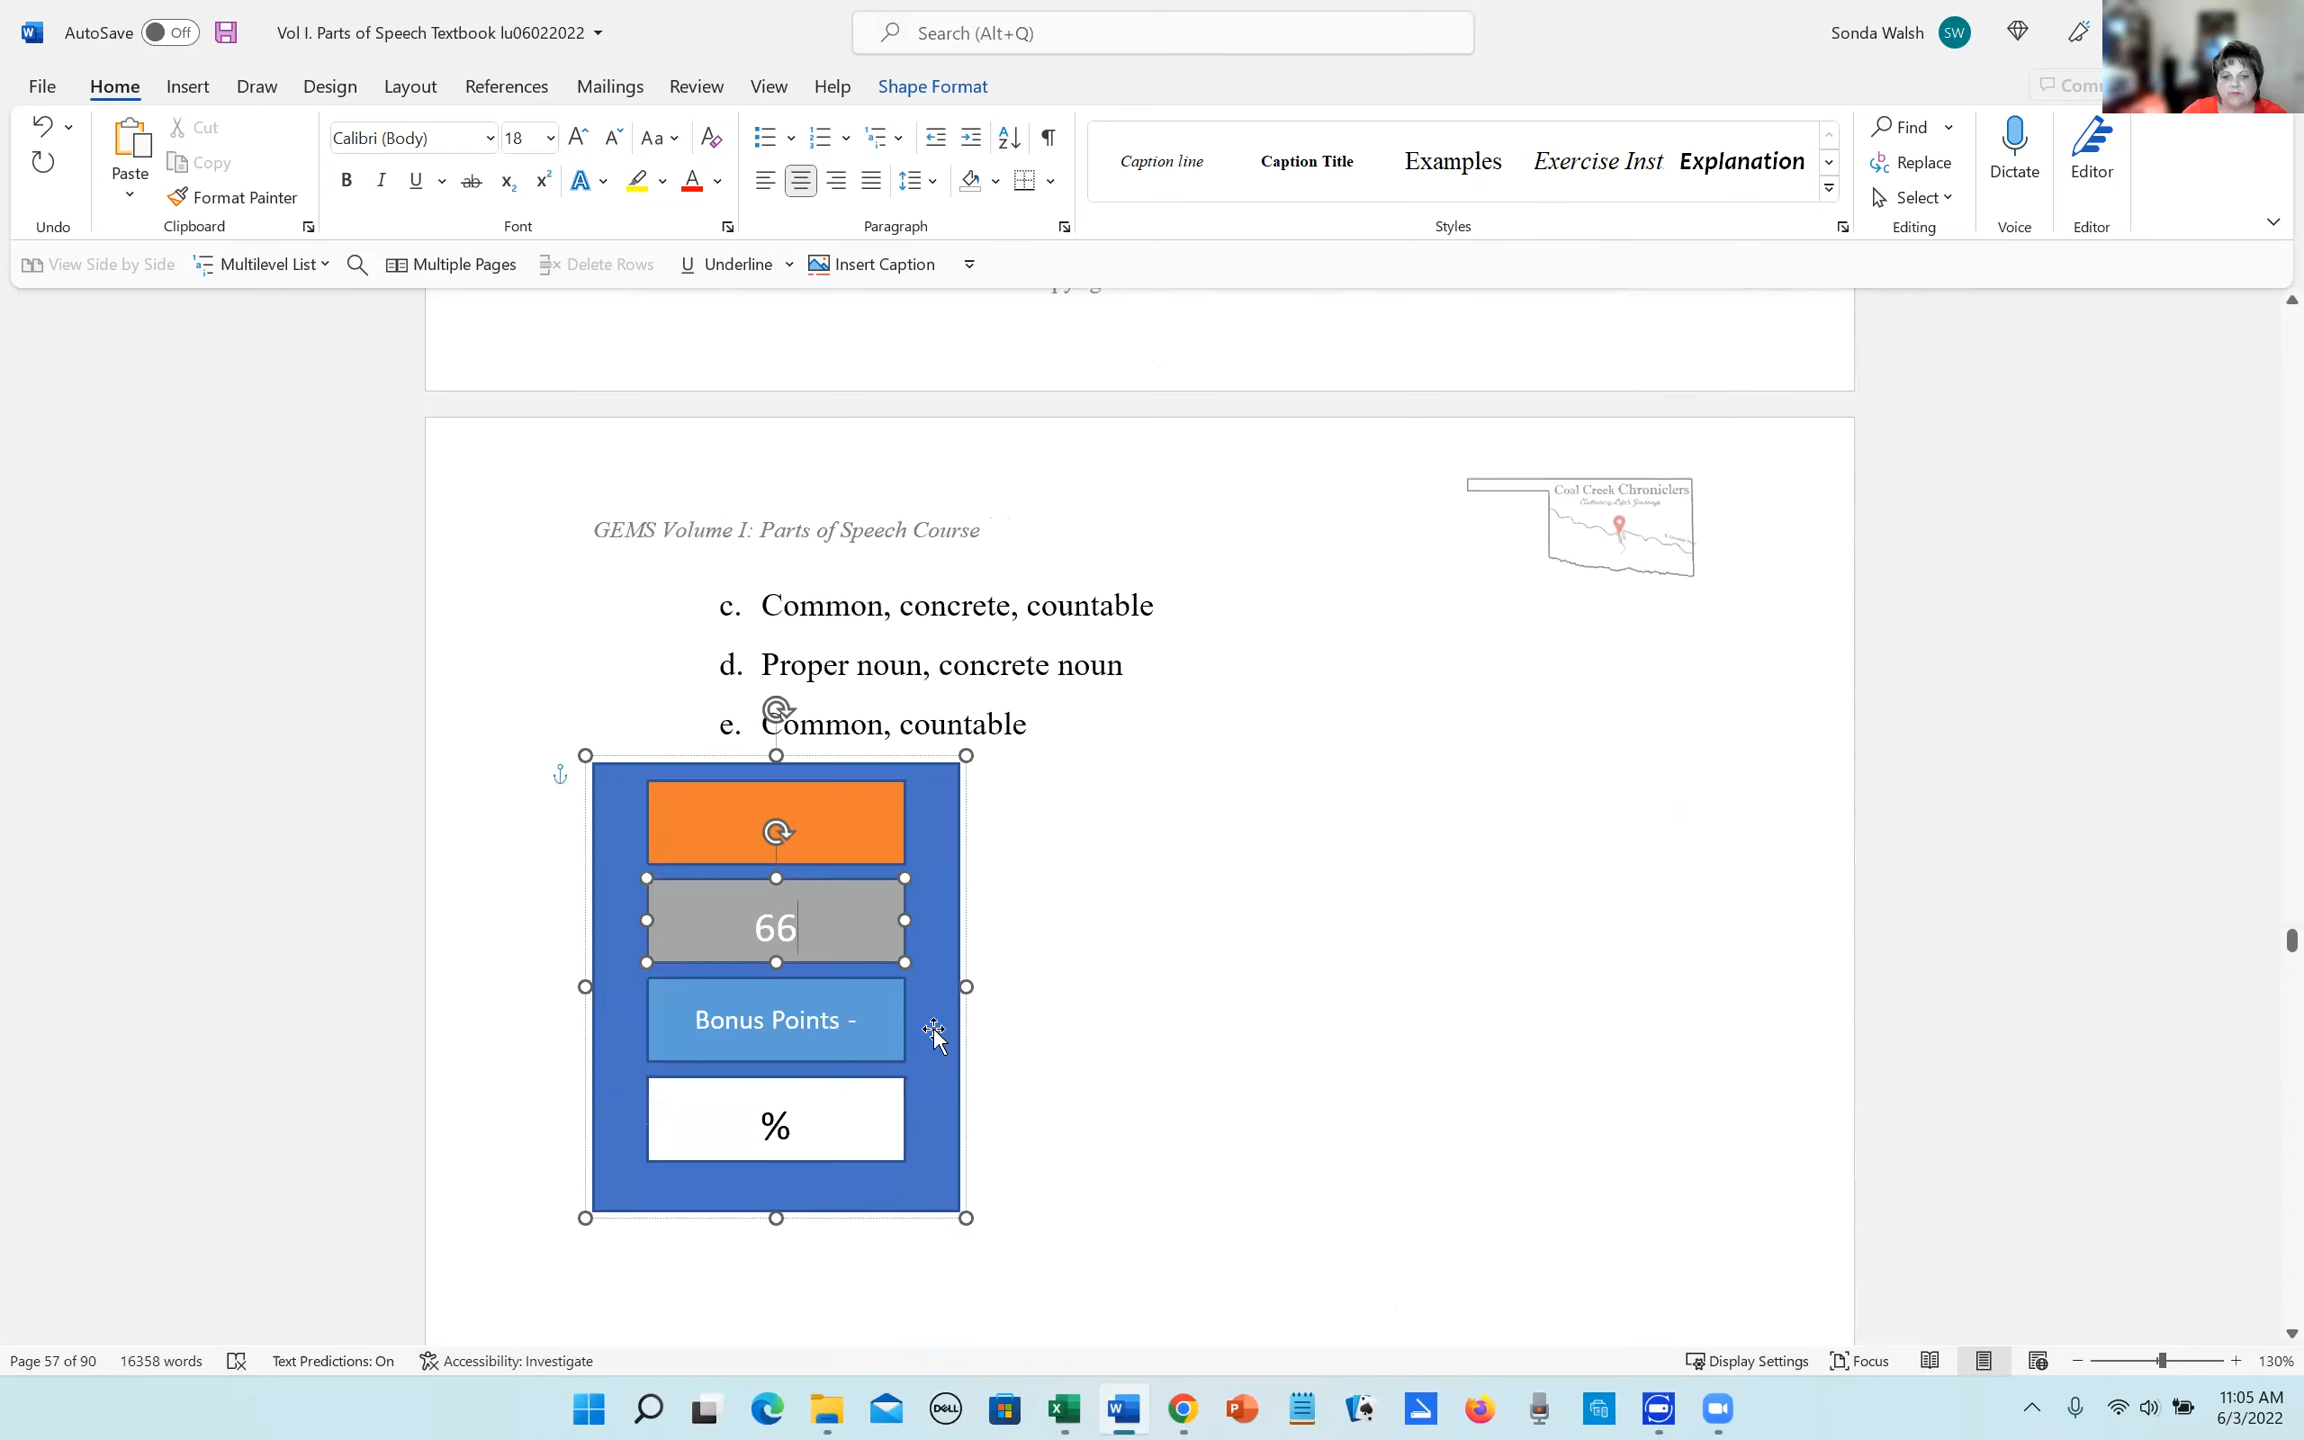 AutoSave Off Vol I. Parts of Speech Textbook lu06022022 Search (Alt+Q) Sonda Walsh SW
File Home Insert Draw Design Layout References Mailings Review View Help Shape Format
Cut
Calibri (Body) 18 Aa
Find
Copy
Caption line Caption Title Examples Exercise Inst Explanation
Replace
Paste Dictate Editor
Format Painter
Select
Undo Clipboard Font Paragraph Styles Editing Voice Editor
View Side by Side Multilevel List Multiple Pages Delete Rows Underline Insert Caption
Coal Creek Chroniclers
GEMS Volume I: Parts of Speech Course
c. Common, concrete, countable
d. Proper noun, concrete noun
e. Common, countable
66
Bonus Points -
%
Page 57 of 90 16358 words Text Predictions: On Accessibility: Investigate Display Settings Focus 130%
DELL
11:05 AM
6/3/2022